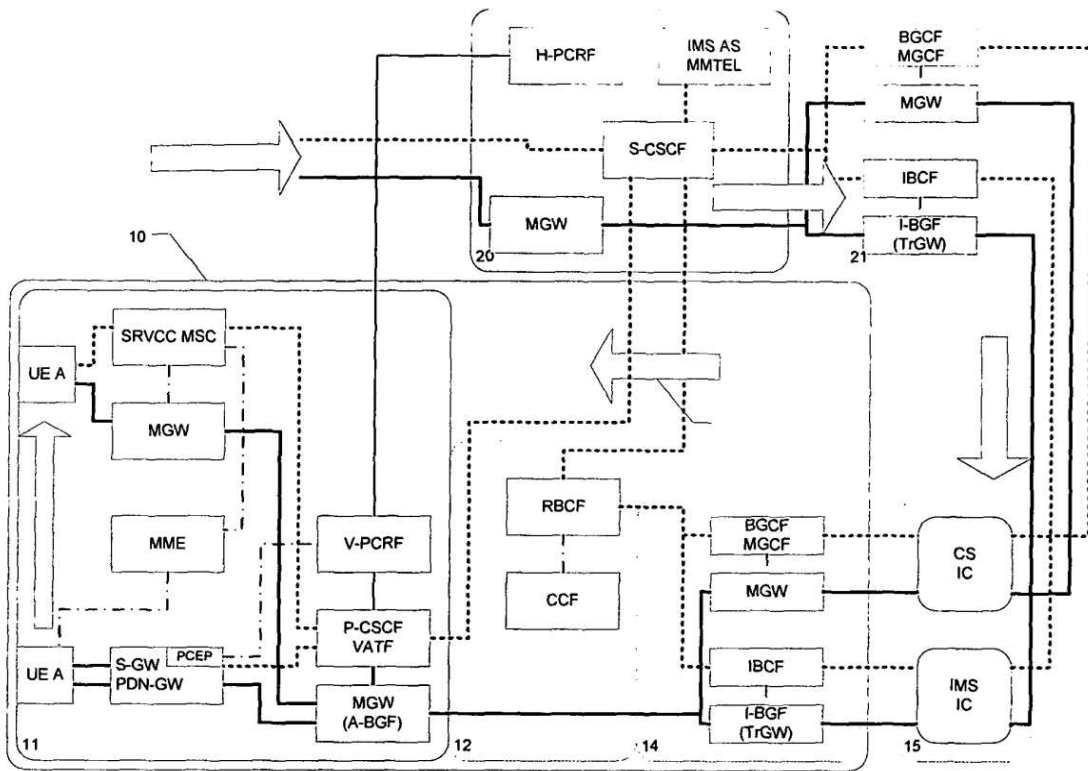 H-PCRF
IMS AS
MMTEL
BGCF
MGCF
MGW
S-CSCF
IBCF
MGW
I-BGF
(TrGW)
10
20
21
SRVCC MSC
UE A
MGW
RBCF
MME
V-PCRF
BGCF
MGCF
CS
IC
CCF
MGW
P-CSCF
VATF
UE A
S-GW
PCEP
PDN-GW
IBCF
IMS
IC
MGW
(A-BGF)
I-BGF
(TrGW)
11
12
14
15